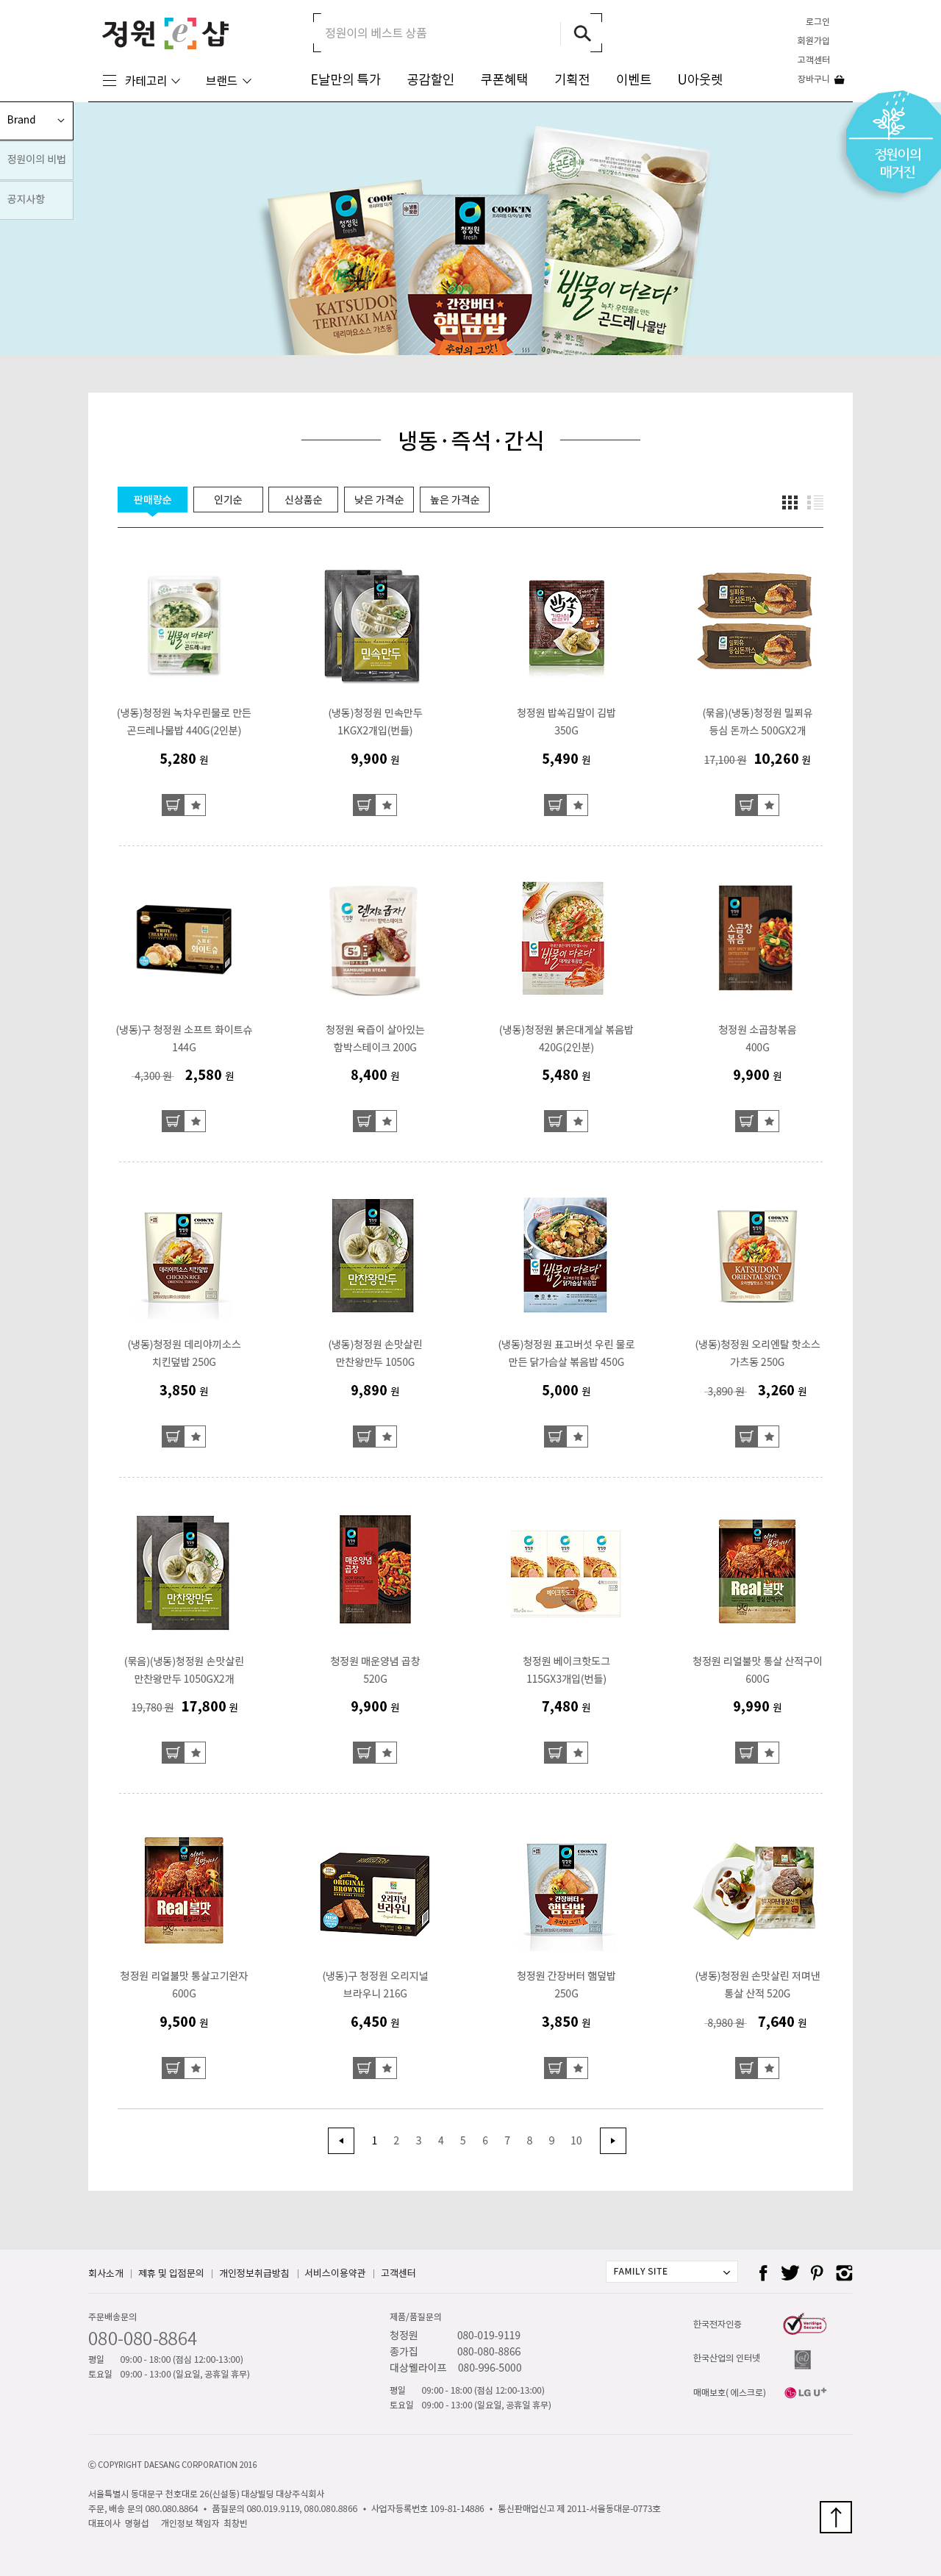 정원 e 샵
정원이의 베스트 상품
로그인
회원가입
고객센터
장바구니
카테고리
브랜드
E날만의 특가 공감할인 쿠폰혜택 기획전 이벤트 U아웃렛
Brand
정원이의 비법
공지사항
정원이의
매거진
청정원
fresh
KATSUDON
TERIYAKI MAY
데리마요소스 가츠동
COOK'IN
간장버터
햄덮밥
추억의 그맛!
생곤드레나물
'밥물이 다르다'
녹차 우린물로 만든
곤드레나물밥
냉동·즉석·간식
판매량순 인기순 신상품순 낮은 가격순 높은 가격순
(냉동)청정원 녹차우린물로 만든
곤드레나물밥 440G(2인분)
5,280 원
(냉동)청정원 민속만두
1KGX2개입(번들)
9,900 원
청정원 밥쏙김말이 김밥
350G
5,490 원
(묶음)(냉동)청정원 밀푀유
등심 돈까스 500GX2개
17,100 원 10,260 원
(냉동)구 청정원 소프트 화이트슈
144G
4,300 원 2,580 원
청정원 육즙이 살아있는
함박스테이크 200G
8,400 원
(냉동)청정원 붉은대게살 볶음밥
420G(2인분)
5,480 원
청정원 소곱창볶음
400G
9,900 원
(냉동)청정원 데리야끼소스
치킨덮밥 250G
3,850 원
(냉동)청정원 손맛살린
만찬왕만두 1050G
9,890 원
(냉동)청정원 표고버섯 우린 물로
만든 닭가슴살 볶음밥 450G
5,000 원
(냉동)청정원 오리엔탈 핫소스
가츠동 250G
3,890 원 3,260 원
(묶음)(냉동)청정원 손맛살린
만찬왕만두 1050GX2개
19,780 원 17,800 원
청정원 매운양념 곱창
520G
9,900 원
청정원 베이크핫도그
115GX3개입(번들)
7,480 원
청정원 리얼불맛 통살 산적구이
600G
9,990 원
청정원 리얼불맛 통살고기완자
600G
9,500 원
(냉동)구 청정원 오리지널
브라우니 216G
6,450 원
청정원 간장버터 햄덮밥
250G
3,850 원
(냉동)청정원 손맛살린 저며낸
통살 산적 520G
8,980 원 7,640 원
1 2 3 4 5 6 7 8 9 10
회사소개 | 제휴 및 입점문의 | 개인정보취급방침 | 서비스이용약관 | 고객센터
FAMILY SITE
주문배송문의
080-080-8864
평일 09:00 - 18:00 (점심 12:00-13:00)
토요일 09:00 - 13:00 (일요일, 공휴일 휴무)
제품/품질문의
청정원 080-019-9119
종가집 080-080-8866
대상웰라이프 080-996-5000
평일 09:00 - 18:00 (점심 12:00-13:00)
토요일 09:00 - 13:00 (일요일, 공휴일 휴무)
한국전자인증
VeriSign Secured
한국산업의 인터넷
매매보호( 에스크로)
LG U+
ⓒ COPYRIGHT DAESANG CORPORATION 2016
서울특별시 동대문구 천호대로 26(신설동) 대상빌딩 대상주식회사
주문, 배송 문의 080.080.8864 • 품질문의 080.019.9119, 080.080.8866 • 사업자등록번호 109-81-14886 • 통신판매업신고 제 2011-서울동대문-0773호
대표이사 명형섭 개인정보 책임자 최창빈